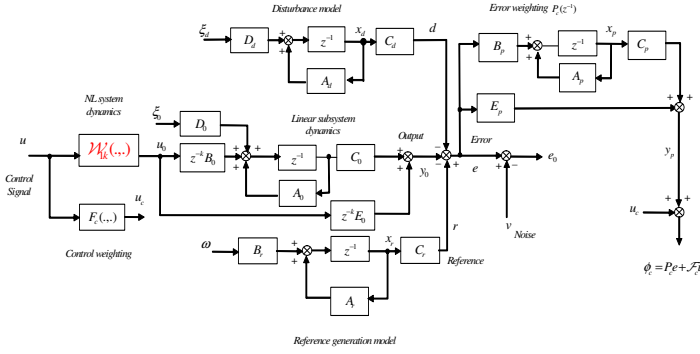 Disturbance model
Error weighting P_c(z^{-1})
ξ_d
D_d
+
+
z^{-1}
x_d
C_d
d
A_d
B_p
+
+
z^{-1}
x_p
C_p
A_p
E_p
+
+
y_p
NL system
dynamics
u
W_{1k}(.,.)
u_0
Control
Signal
F_c(.,.)
u_c
Control weighting
ξ_0
D_0
z^{-k}B_0
+
+
+
Linear subsystem
dynamics
z^{-1}
C_0
A_0
z^{-k}E_0
Output
+
+
y_0
−
−
+
Error
e
+
−
e_0
v
Noise
r
Reference
ω
B_r
+
+
z^{-1}
x_r
C_r
A_r
Reference generation model
u_c
+
+
ϕ_c = P_c e + F_c